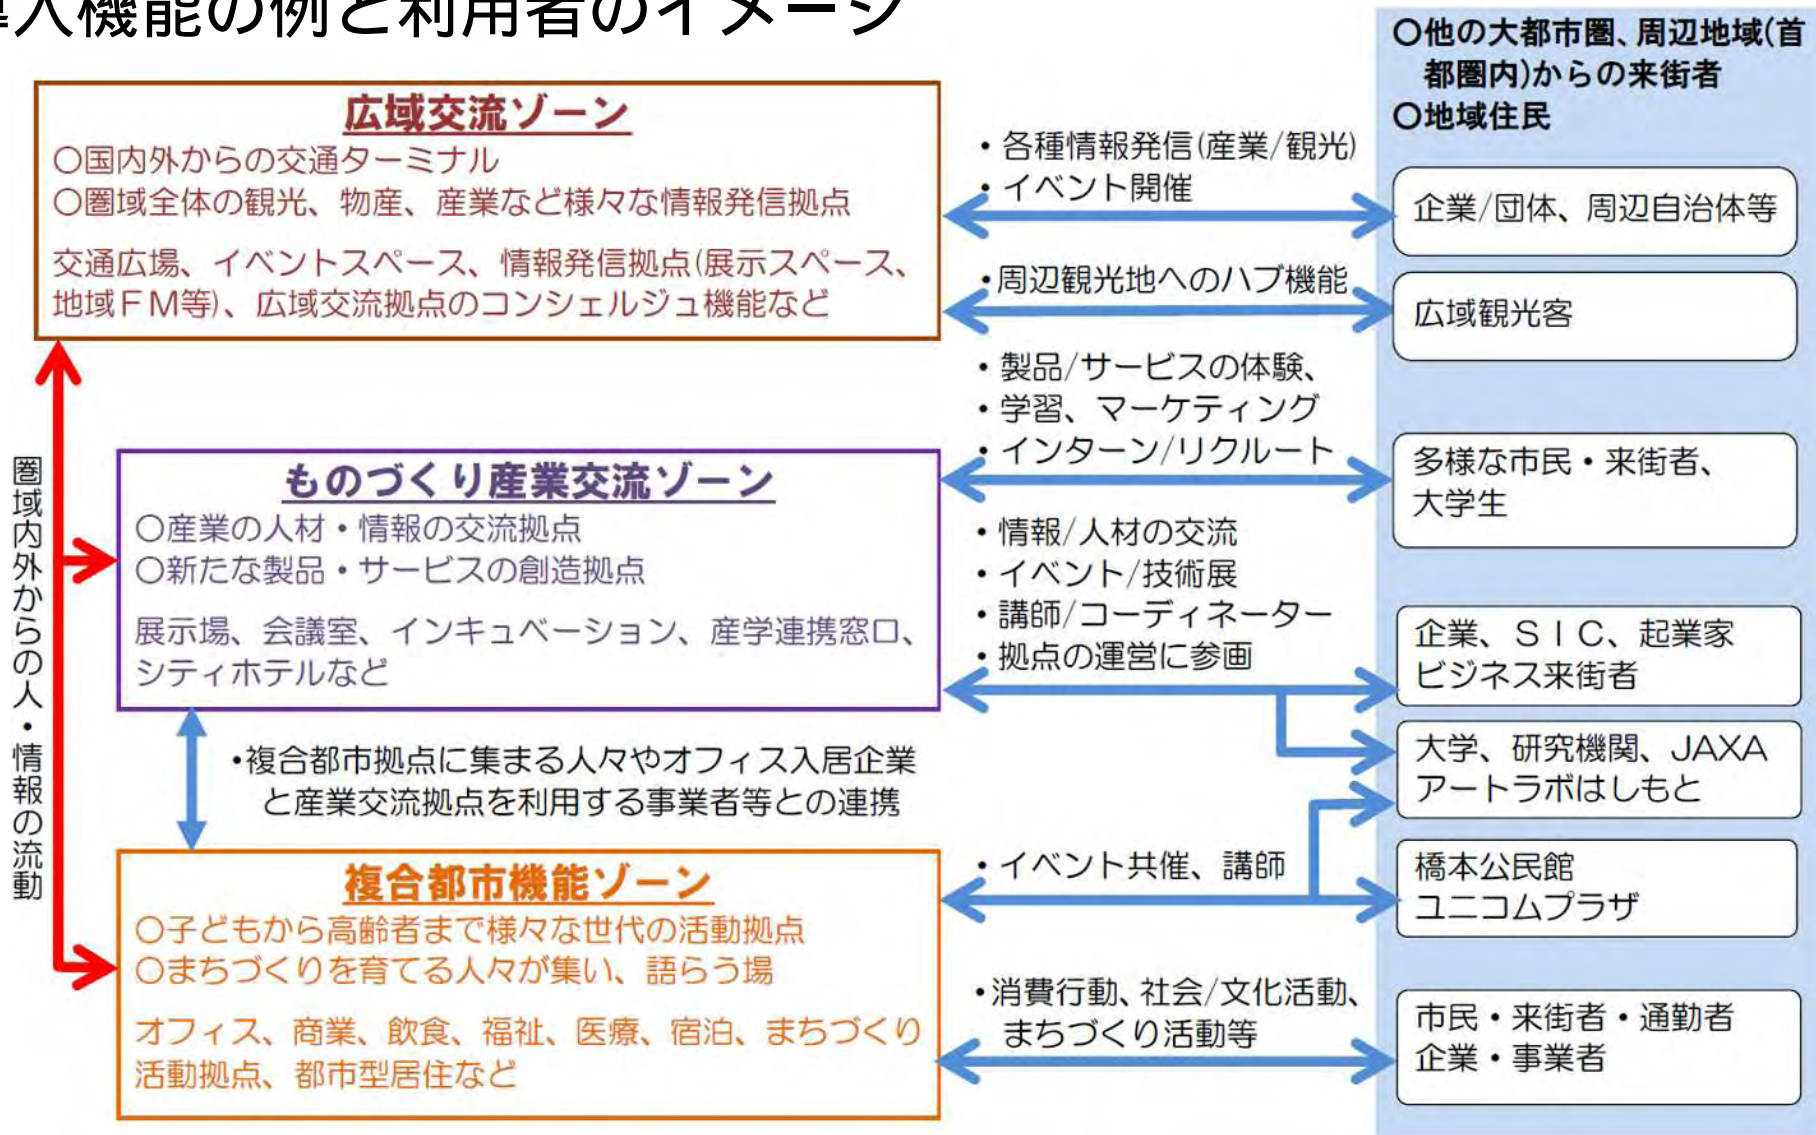 導入機能の例と利用者のイメージ
広域交流ゾーン
〇国内外からの交通ターミナル
〇圏域全体の観光、物産、産業など様々な情報発信拠点
交通広場、イベントスペース、情報発信拠点(展示スペース、
地域FM等)、広域交流拠点のコンシェルジュ機能など
圏域内外からの人・情報の流動
ものづくり産業交流ゾーン
〇産業の人材・情報の交流拠点
〇新たな製品・サービスの創造拠点
展示場、会議室、インキュベーション、産学連携窓口、
シティホテルなど
・複合都市拠点に集まる人々やオフィス入居企業
と産業交流拠点を利用する事業者等との連携
複合都市機能ゾーン
〇子どもから高齢者まで様々な世代の活動拠点
〇まちづくりを育てる人々が集い、語らう場
オフィス、商業、飲食、福祉、医療、宿泊、まちづくり
活動拠点、都市型居住など
・各種情報発信(産業/観光)
・イベント開催
・周辺観光地へのハブ機能
・製品/サービスの体験、
・学習、マーケティング
・インターン/リクルート
・情報/人材の交流
・イベント/技術展
・講師/コーディネーター
・拠点の運営に参画
・イベント共催、講師
・消費行動、社会/文化活動、
まちづくり活動等
〇他の大都市圏、周辺地域(首
都圏内)からの来街者
〇地域住民
企業/団体、周辺自治体等
広域観光客
多様な市民・来街者、
大学生
企業、SIC、起業家
ビジネス来街者
大学、研究機関、JAXA
アートラボはしもと
橋本公民館
ユニコムプラザ
市民・来街者・通勤者
企業・事業者